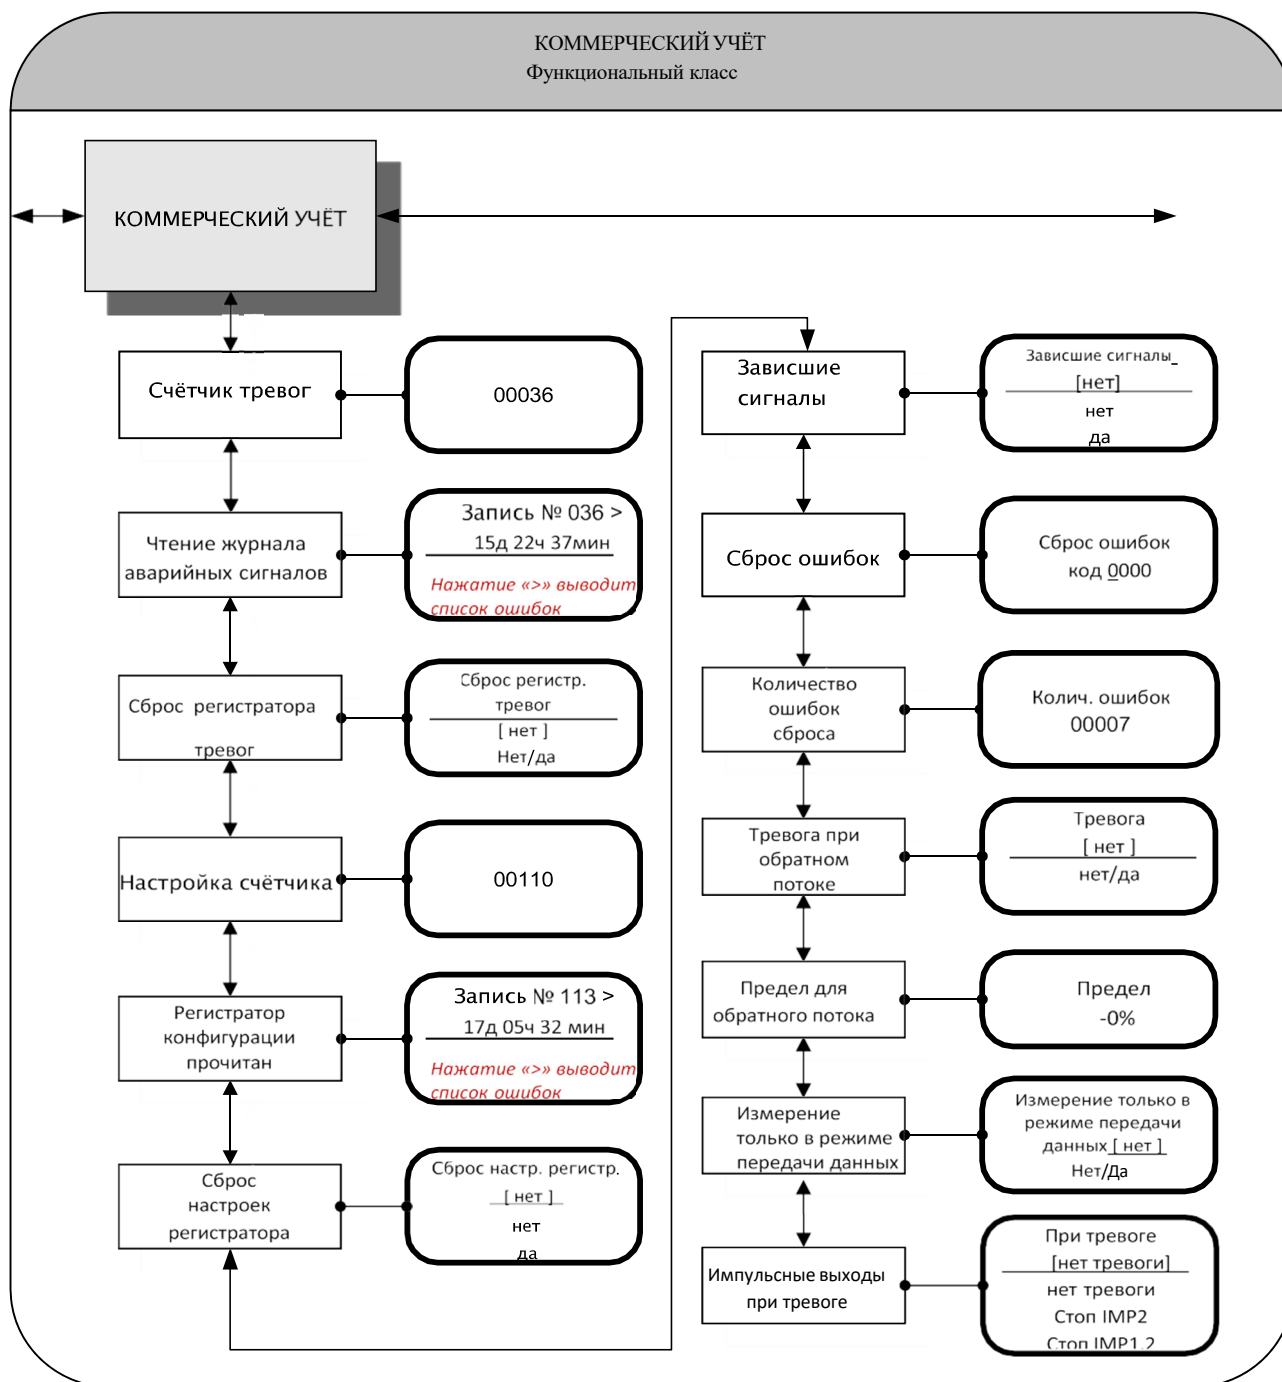 КОММЕРЧЕСКИЙ УЧЁТ
Функциональный класс
КОММЕРЧЕСКИЙ УЧЁТ
Счётчик тревог
00036
Чтение журнала
аварийных сигналов
Запись № 036 >
15д 22ч 37мин
Нажатие «>» выводит
список ошибок
Сброс регистратора
тревог
Сброс регистр.
тревог
[ нет ]
Нет/да
Настройка счётчика
00110
Регистратор
конфигурации
прочитан
Запись № 113 >
17д 05ч 32 мин
Нажатие «>» выводит
список ошибок
Сброс
настроек
регистратора
Сброс настр. регистр.
[ нет ]
нет
да
Зависшие
сигналы
Зависшие сигналы_
[нет]
нет
да
Сброс ошибок
Сброс ошибок
код 0000
Количество
ошибок
сброса
Колич. ошибок
00007
Тревога при
обратном
потоке
Тревога
[ нет ]
нет/да
Предел для
обратного потока
Предел
-0%
Измерение
только в режиме
передачи данных
Измерение только в
режиме передачи
данных [ нет ]
Нет/Да
Импульсные выходы
при тревоге
При тревоге
[нет тревоги]
нет тревоги
Стоп IMP2
Стоп IMP1.2